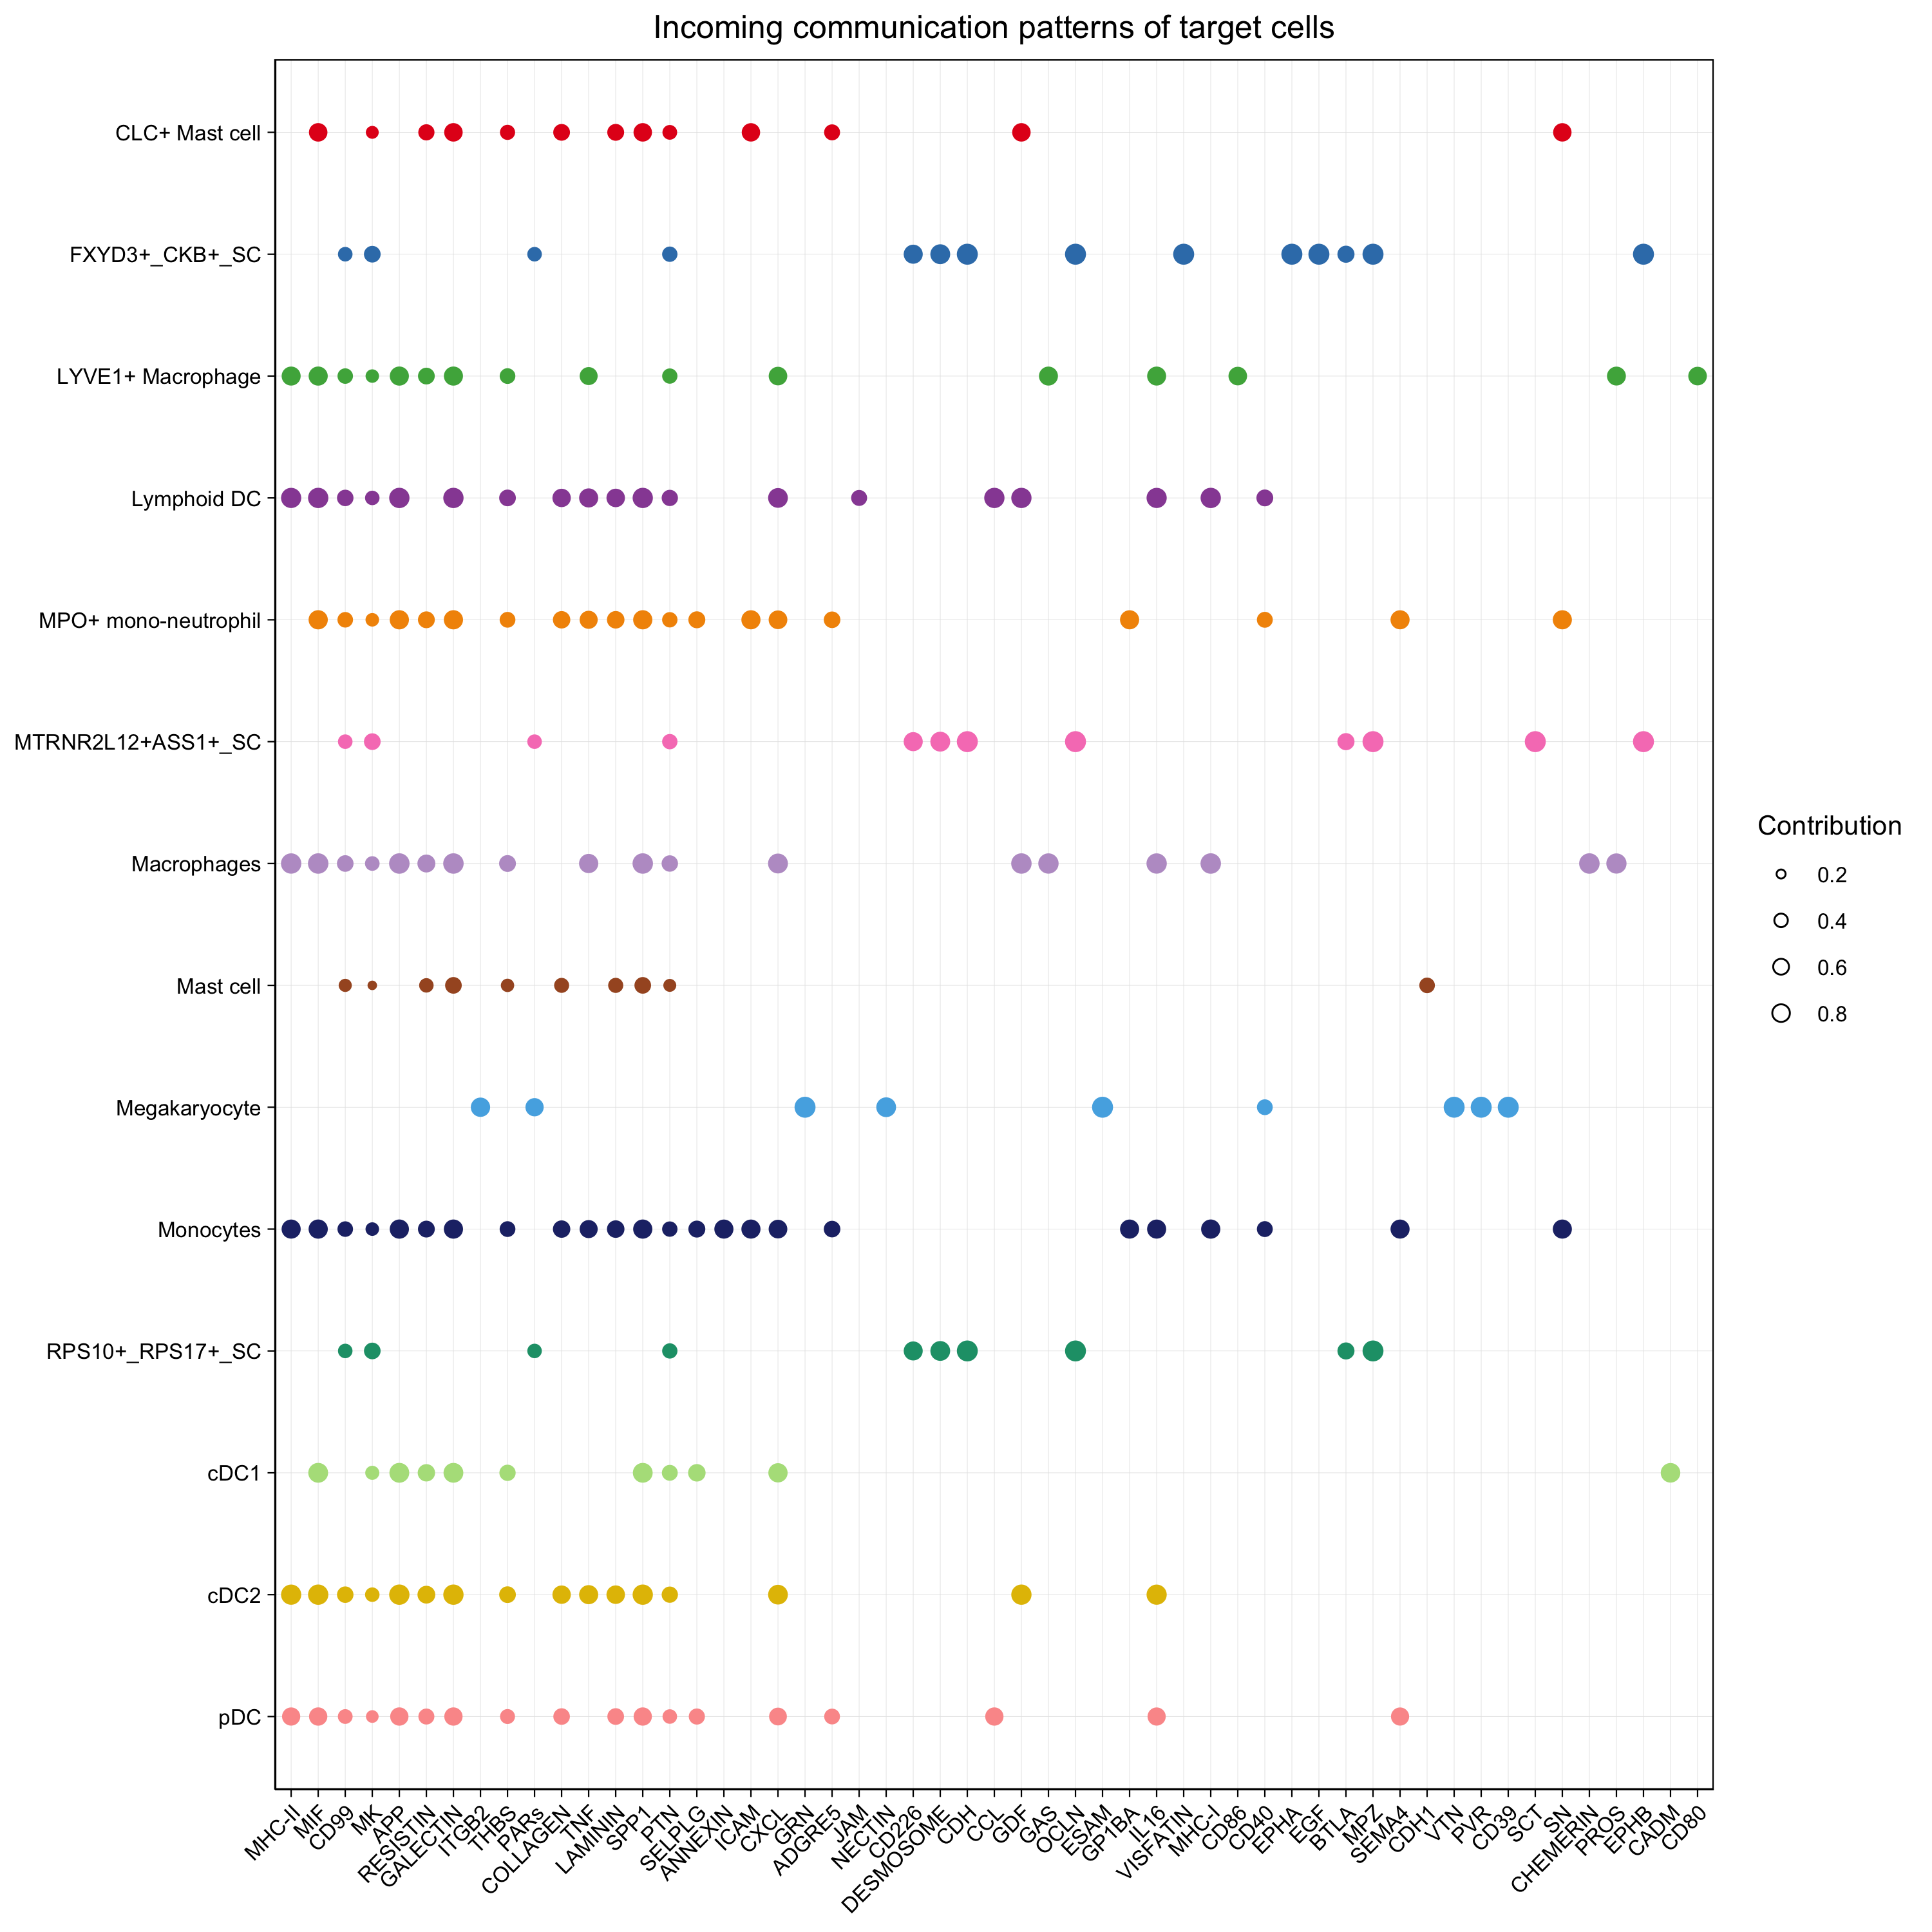 Incoming communication patterns of target cells
CLC+ Mast cell
FXYD3+_CKB+_SC
LYVE1+ Macrophage
Lymphoid DC
MPO+ mono-neutrophil
MTRNR2L12+ASS1+_SC
Macrophages
Mast cell
Megakaryocyte
Monocytes
RPS10+_RPS17+_SC
cDC1
cDC2
pDC
MHC-II
MIF
CD99
MK
APP
RESISTIN
GALECTIN
ITGB2
THBS
PARs
COLLAGEN
TNF
LAMININ
SPP1
PTN
SELPLG
ANNEXIN
ICAM
CXCL
GRN
ADGRE5
JAM
NECTIN
CD226
DESMOSOME
CDH
CCL
GDF
GAS
OCLN
ESAM
GP1BA
IL16
VISFATIN
MHC-I
CD86
CD40
EPHA
EGF
BTLA
MPZ
SEMA4
CDH1
VTN
PVR
CD39
SCT
SN
CHEMERIN
PROS
EPHB
CADM
CD80
Contribution
0.2
0.4
0.6
0.8